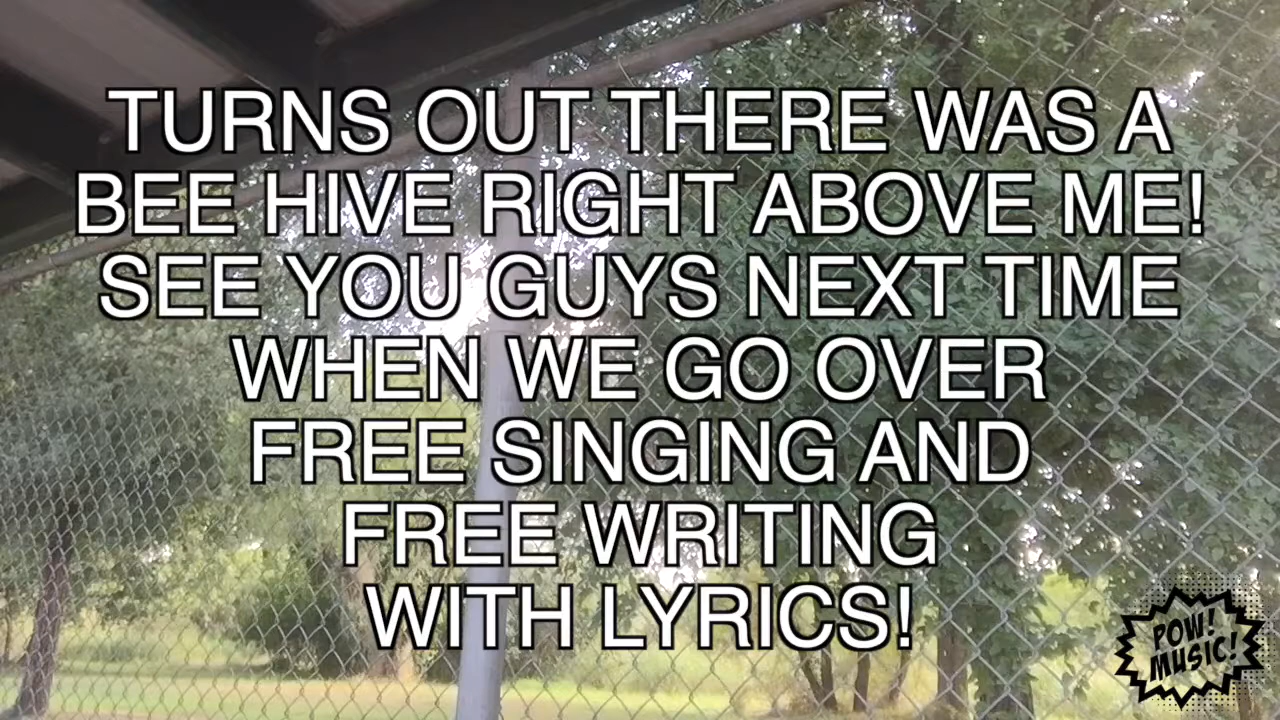 TURNS OUT THERE WAS A
BEE HIVE RIGHT ABOVE ME!
SEE YOU GUYS NEXT TIME
WHEN WE GO OVER
FREE SINGING AND
FREE WRITING
WITH LYRICS!
POW!
MUSIC!